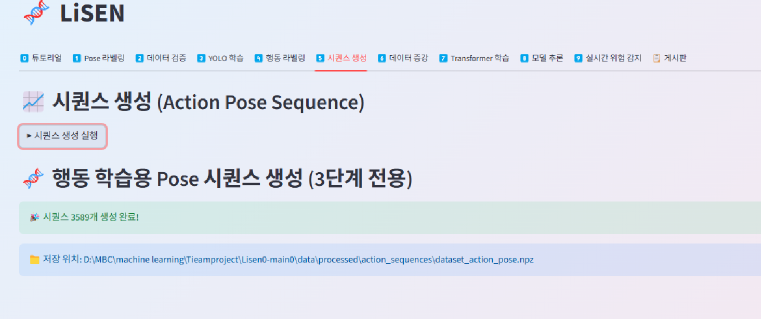 🧬 LiSEN
0️⃣ 튜토리얼 1️⃣ Pose 라벨링 2️⃣ 데이터 검증 3️⃣ YOLO 학습 4️⃣ 행동 라벨링 5️⃣ 시퀀스 생성 6️⃣ 데이터 증강 7️⃣ Transformer 학습 8️⃣ 모델 추론 9️⃣ 실시간 위험 감지 📋 게시판
📈 시퀀스 생성 (Action Pose Sequence)
▶ 시퀀스 생성 실행
🧬 행동 학습용 Pose 시퀀스 생성 (3단계 전용)
🎉 시퀀스 3589개 생성 완료!
📁 저장 위치: D:\MBC\machine learning\Tieamproject\Lisen0-main0\data\processed\action_sequences\dataset_action_pose.npz